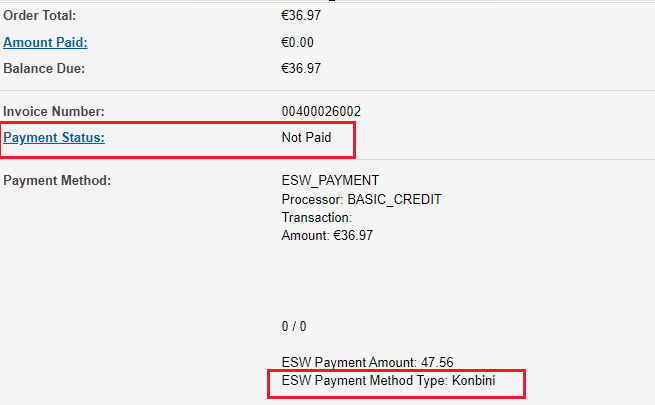 Order Total: €36.97
Amount Paid: €0.00
Balance Due: €36.97
Invoice Number: 00400026002
Payment Status: Not Paid
Payment Method: ESW_PAYMENT
Processor: BASIC_CREDIT
Transaction:
Amount: €36.97
0 / 0
ESW Payment Amount: 47.56
ESW Payment Method Type: Konbini